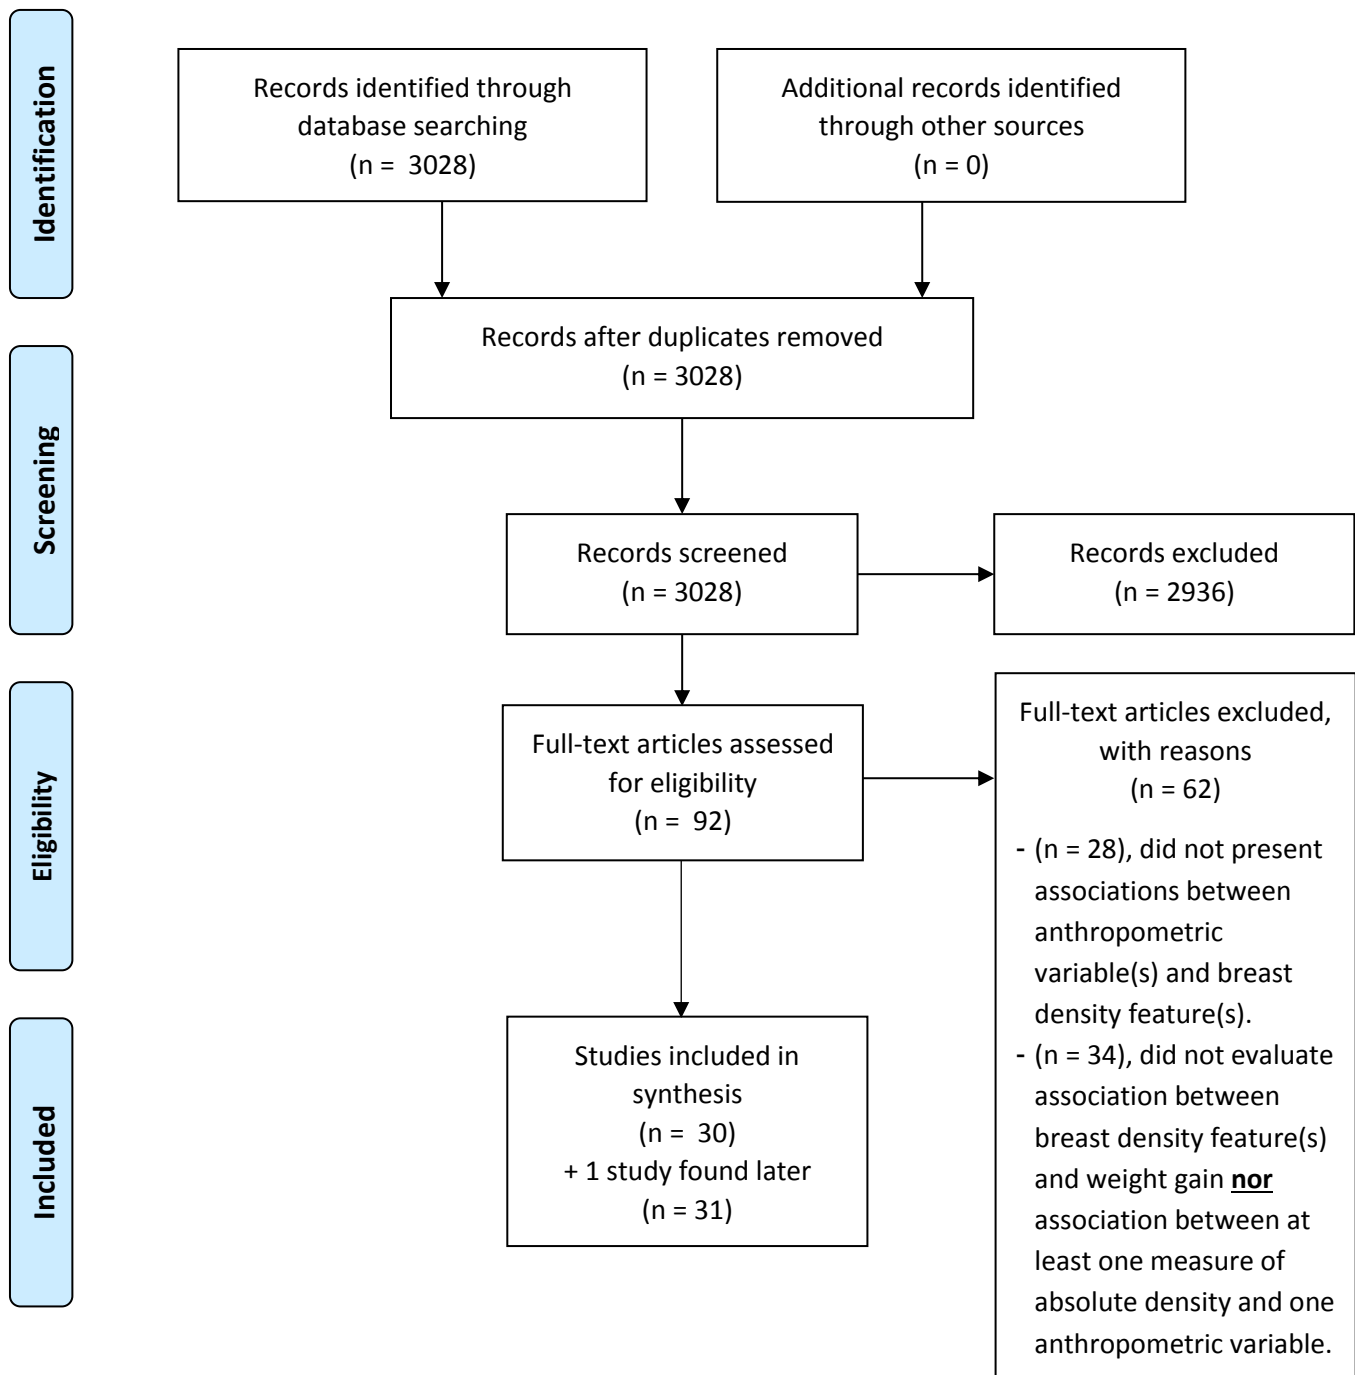 Identification
Records identified through
database searching
(n = 3028)
Additional records identified
through other sources
(n = 0)
Records after duplicates removed
(n = 3028)
Screening
Records screened
(n = 3028)
Records excluded
(n = 2936)
Eligibility
Full-text articles assessed
for eligibility
(n = 92)
Full-text articles excluded,
with reasons
(n = 62)
- (n = 28), did not present
associations between
anthropometric
variable(s) and breast
density feature(s).
- (n = 34), did not evaluate
association between
breast density feature(s)
and weight gain nor
association between at
least one measure of
absolute density and one
anthropometric variable.
Included
Studies included in
synthesis
(n = 30)
+ 1 study found later
(n = 31)